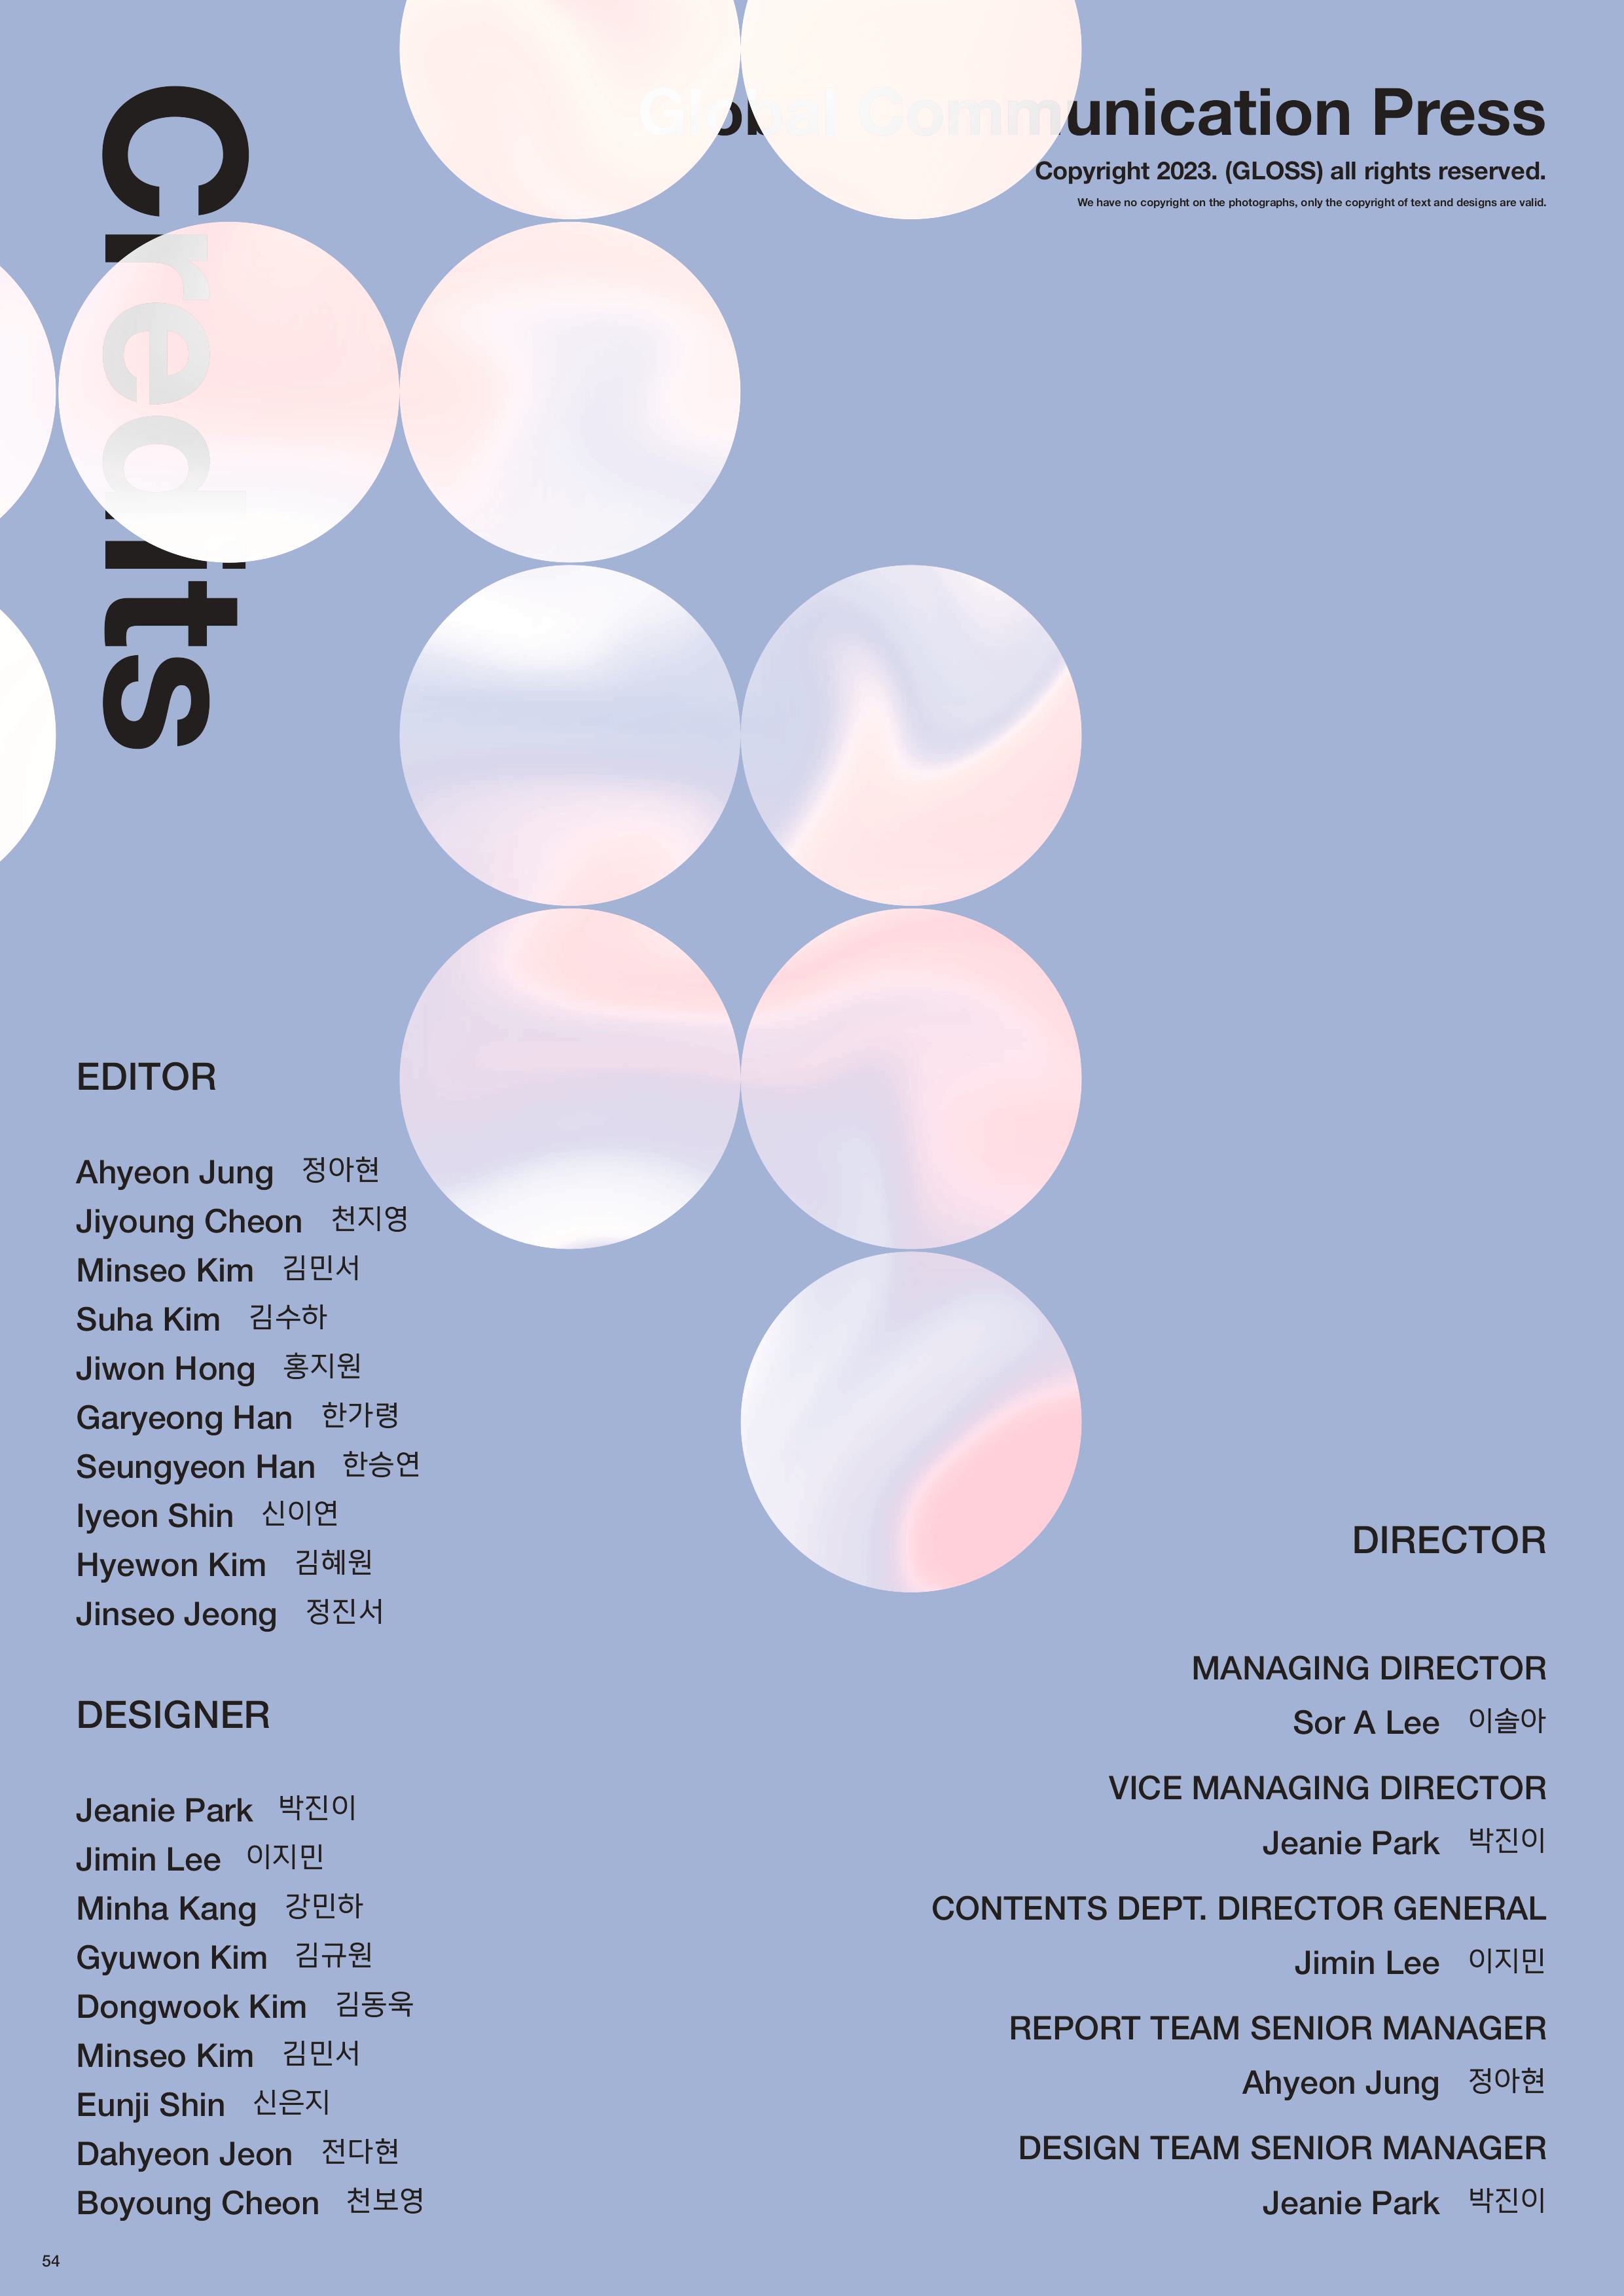 Credits
Global Communication Press
Copyright 2023. (GLOSS) all rights reserved.
We have no copyright on the photographs, only the copyright of text and designs are valid.
EDITOR
Ahyeon Jung 정아현
Jiyoung Cheon 천지영
Minseo Kim 김민서
Suha Kim 김수하
Jiwon Hong 홍지원
Garyeong Han 한가령
Seungyeon Han 한승연
Iyeon Shin 신이연
Hyewon Kim 김혜원
Jinseo Jeong 정진서
DESIGNER
Jeanie Park 박진이
Jimin Lee 이지민
Minha Kang 강민하
Gyuwon Kim 김규원
Dongwook Kim 김동욱
Minseo Kim 김민서
Eunji Shin 신은지
Dahyeon Jeon 전다현
Boyoung Cheon 천보영
DIRECTOR
MANAGING DIRECTOR
Sor A Lee 이솔아
VICE MANAGING DIRECTOR
Jeanie Park 박진이
CONTENTS DEPT. DIRECTOR GENERAL
Jimin Lee 이지민
REPORT TEAM SENIOR MANAGER
Ahyeon Jung 정아현
DESIGN TEAM SENIOR MANAGER
Jeanie Park 박진이
54